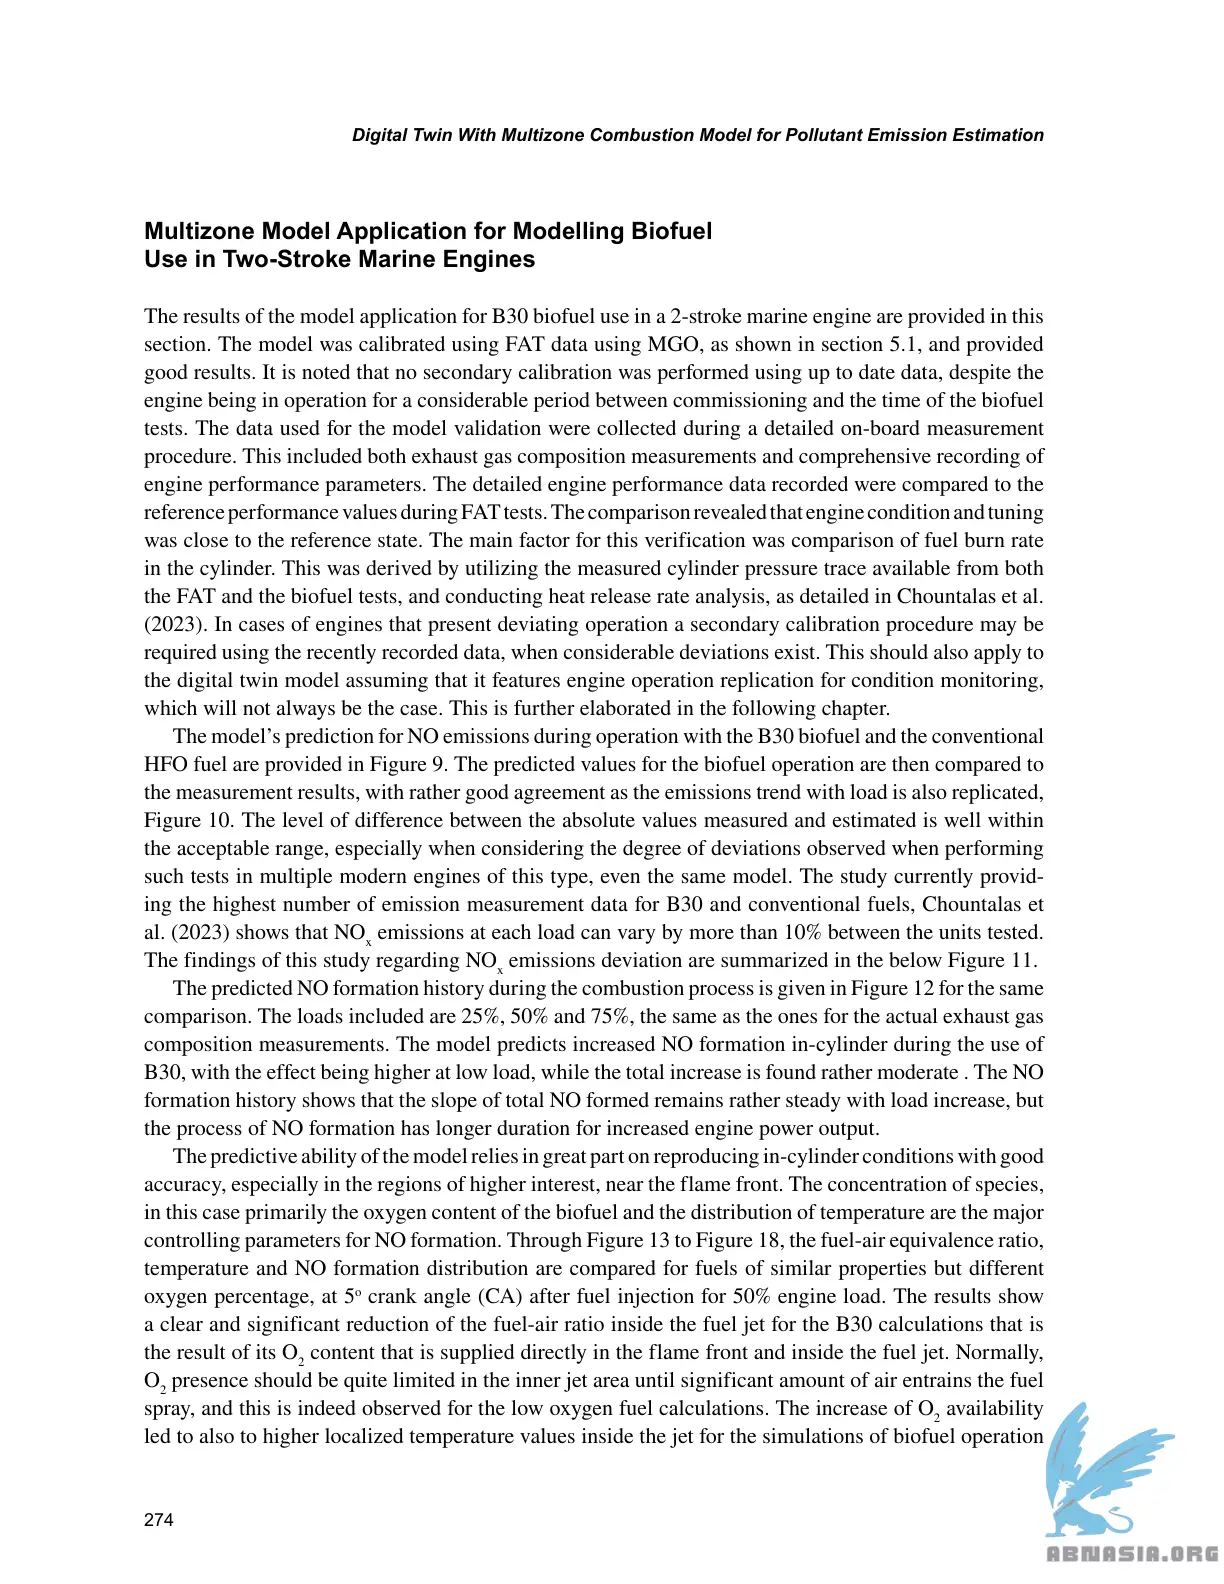 Digital Twin With Multizone Combustion Model for Pollutant Emission Estimation
Multizone Model Application for Modelling Biofuel
Use in Two-Stroke Marine Engines
The results of the model application for B30 biofuel use in a 2-stroke marine engine are provided in this
section. The model was calibrated using FAT data using MGO, as shown in section 5.1, and provided
good results. It is noted that no secondary calibration was performed using up to date data, despite the
engine being in operation for a considerable period between commissioning and the time of the biofuel
tests. The data used for the model validation were collected during a detailed on-board measurement
procedure. This included both exhaust gas composition measurements and comprehensive recording of
engine performance parameters. The detailed engine performance data recorded were compared to the
reference performance values during FAT tests. The comparison revealed that engine condition and tuning
was close to the reference state. The main factor for this verification was comparison of fuel burn rate
in the cylinder. This was derived by utilizing the measured cylinder pressure trace available from both
the FAT and the biofuel tests, and conducting heat release rate analysis, as detailed in Chountalas et al.
(2023). In cases of engines that present deviating operation a secondary calibration procedure may be
required using the recently recorded data, when considerable deviations exist. This should also apply to
the digital twin model assuming that it features engine operation replication for condition monitoring,
which will not always be the case. This is further elaborated in the following chapter.
The model's prediction for NO emissions during operation with the B30 biofuel and the conventional
HFO fuel are provided in Figure 9. The predicted values for the biofuel operation are then compared to
the measurement results, with rather good agreement as the emissions trend with load is also replicated,
Figure 10. The level of difference between the absolute values measured and estimated is well within
the acceptable range, especially when considering the degree of deviations observed when performing
such tests in multiple modern engines of this type, even the same model. The study currently provid-
ing the highest number of emission measurement data for B30 and conventional fuels, Chountalas et
al. (2023) shows that NOx emissions at each load can vary by more than 10% between the units tested.
The findings of this study regarding NOx emissions deviation are summarized in the below Figure 11.
The predicted NO formation history during the combustion process is given in Figure 12 for the same
comparison. The loads included are 25%, 50% and 75%, the same as the ones for the actual exhaust gas
composition measurements. The model predicts increased NO formation in-cylinder during the use of
B30, with the effect being higher at low load, while the total increase is found rather moderate . The NO
formation history shows that the slope of total NO formed remains rather steady with load increase, but
the process of NO formation has longer duration for increased engine power output.
The predictive ability of the model relies in great part on reproducing in-cylinder conditions with good
accuracy, especially in the regions of higher interest, near the flame front. The concentration of species,
in this case primarily the oxygen content of the biofuel and the distribution of temperature are the major
controlling parameters for NO formation. Through Figure 13 to Figure 18, the fuel-air equivalence ratio,
temperature and NO formation distribution are compared for fuels of similar properties but different
oxygen percentage, at 5º crank angle (CA) after fuel injection for 50% engine load. The results show
a clear and significant reduction of the fuel-air ratio inside the fuel jet for the B30 calculations that is
the result of its O2 content that is supplied directly in the flame front and inside the fuel jet. Normally,
O2 presence should be quite limited in the inner jet area until significant amount of air entrains the fuel
spray, and this is indeed observed for the low oxygen fuel calculations. The increase of O2 availability
led to also to higher localized temperature values inside the jet for the simulations of biofuel operation
274
ABNASIA.ORG